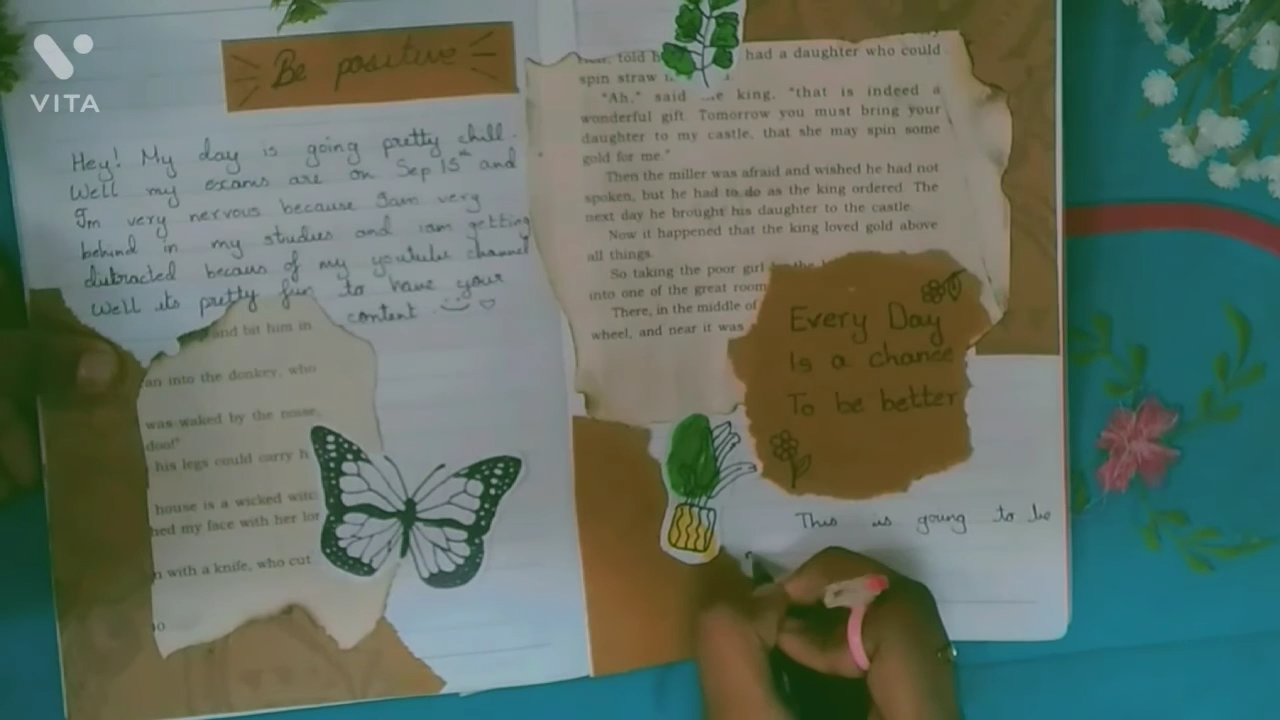 VITA
Be positive
Hey! My day is going pretty chill.
Well my exams are on Sep 15th and
I'm very nervous because Iam very
behind in my studies and iam getting
distracted becaus of my youtube channel
Well its pretty fun to have your
content
and bit him in
an into the donkey, who
was waked by the noise,
his legs could carry h
house is a wicked witc
hed my face with her lon
n with a knife, who cut
told h had a daughter who could
spin straw
"Ah," said the king, "that is indeed a
wonderful gift. Tomorrow you must bring your
daughter to my castle, that she may spin some
gold for me."
Then the miller was afraid and wished he had not
spoken, but he had to do as the king ordered. The
next day he brought his daughter to the castle.
Now it happened that the king loved gold above
all things.
So taking the poor girl
into one of the great room
There, in the middle of
wheel, and near it was
Every Day
Is a chance
To be better
This is going to be